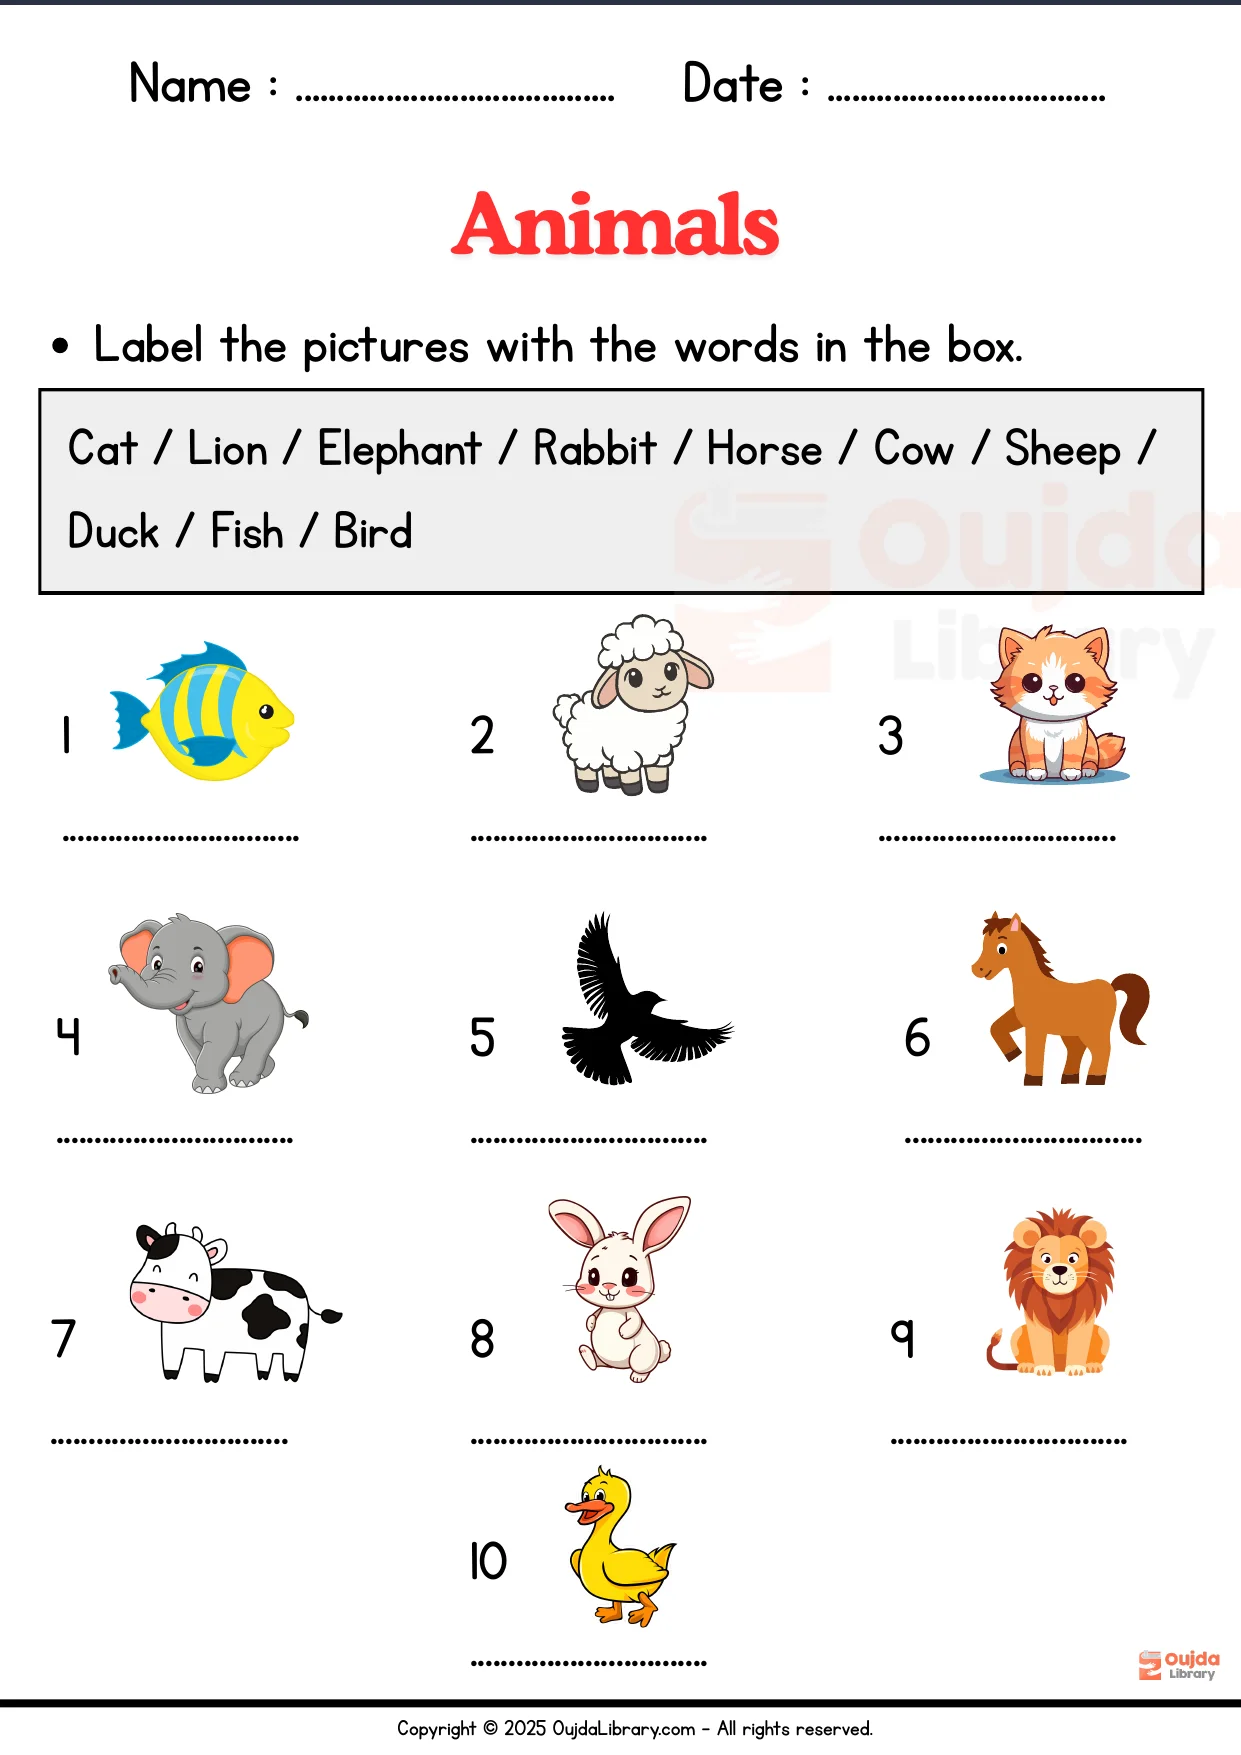 Name : ........................................ Date : ...................................
Animals
• Label the pictures with the words in the box.
Cat / Lion / Elephant / Rabbit / Horse / Cow / Sheep /
Duck / Fish / Bird
Oujda
Library
1 2 3
.............................. .............................. ..............................
4 5 6
.............................. .............................. ..............................
7 8 9
.............................. .............................. ..............................
10
..............................
Oujda
Library
Copyright © 2025 OujdaLibrary.com - All rights reserved.